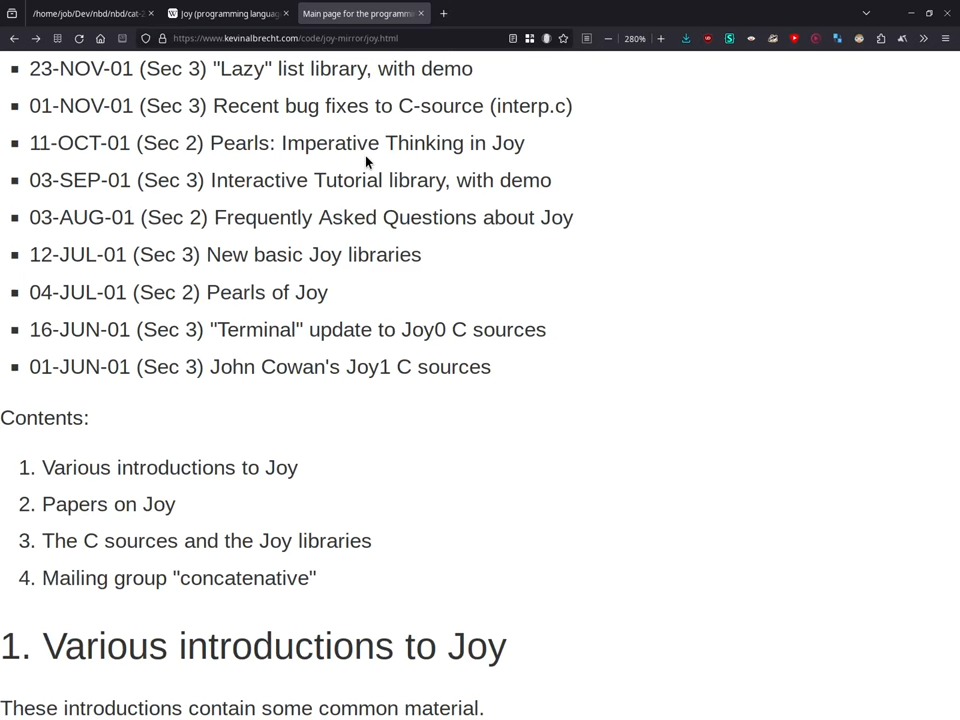 /home/job/Dev/nbd/nbd/cat-
Joy (programming langua
Main page for the programmi
https://www.kevinalbrecht.com/code/joy-mirror/joy.html
280%
23-NOV-01 (Sec 3) "Lazy" list library, with demo
01-NOV-01 (Sec 3) Recent bug fixes to C-source (interp.c)
11-OCT-01 (Sec 2) Pearls: Imperative Thinking in Joy
03-SEP-01 (Sec 3) Interactive Tutorial library, with demo
03-AUG-01 (Sec 2) Frequently Asked Questions about Joy
12-JUL-01 (Sec 3) New basic Joy libraries
04-JUL-01 (Sec 2) Pearls of Joy
16-JUN-01 (Sec 3) "Terminal" update to Joy0 C sources
01-JUN-01 (Sec 3) John Cowan's Joy1 C sources
Contents:
1. Various introductions to Joy
2. Papers on Joy
3. The C sources and the Joy libraries
4. Mailing group "concatenative"
1. Various introductions to Joy
These introductions contain some common material.